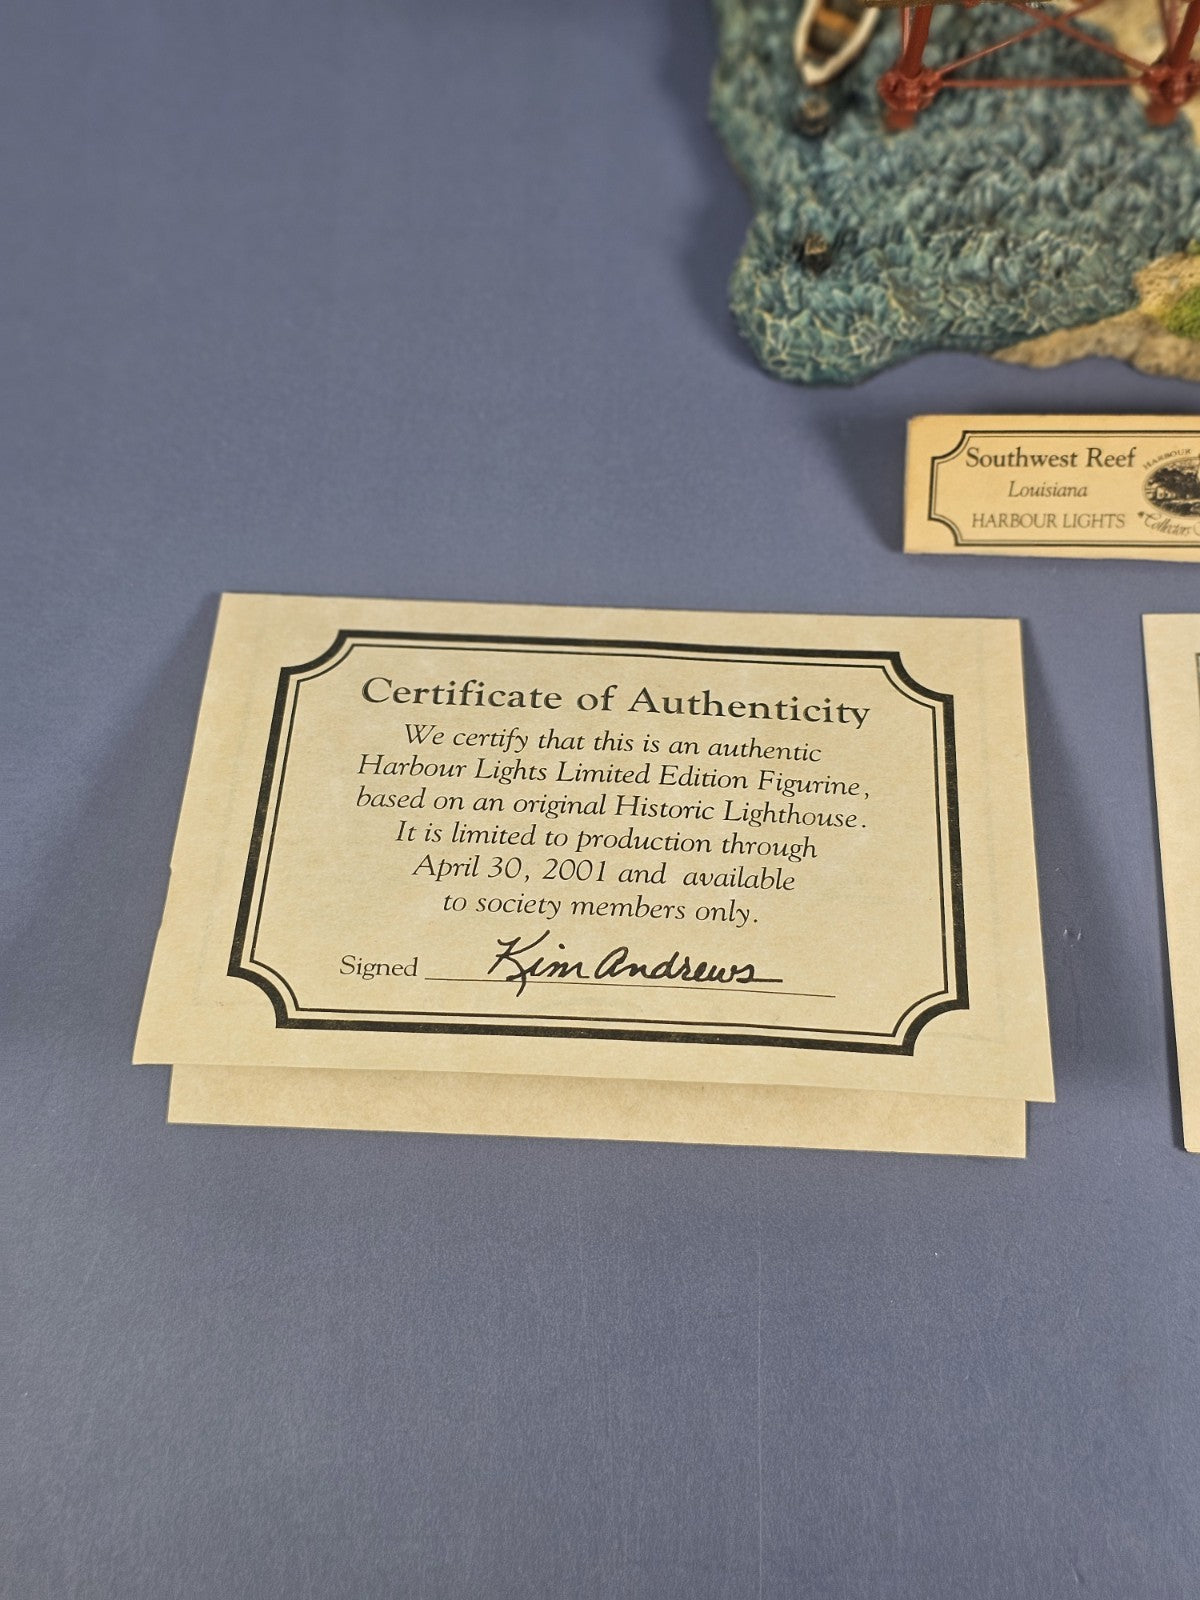 Southwest Reef
Louisiana
HARBOUR LIGHTS
HARBOUR
Collectors
Certificate of Authenticity
We certify that this is an authentic
Harbour Lights Limited Edition Figurine,
based on an original Historic Lighthouse.
It is limited to production through
April 30, 2001 and available
to society members only.
Signed Kim Andrews